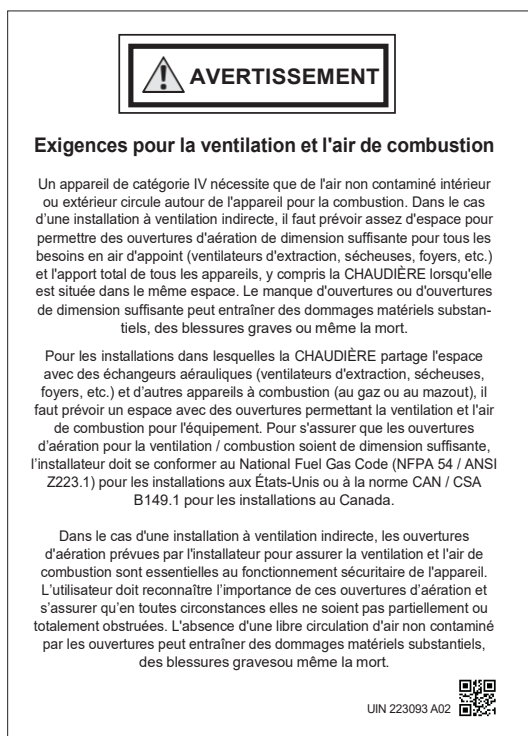 AVERTISSEMENT
Exigences pour la ventilation et l'air de combustion
Un appareil de catégorie IV nécessite que de l'air non contaminé intérieur
ou extérieur circule autour de l'appareil pour la combustion. Dans le cas
d’une installation à ventilation indirecte, il faut prévoir assez d'espace pour
permettre des ouvertures d'aération de dimension suffisante pour tous les
besoins en air d'appoint (ventilateurs d'extraction, sécheuses, foyers, etc.)
et l'apport total de tous les appareils, y compris la CHAUDIÈRE lorsqu'elle
est située dans le même espace. Le manque d'ouvertures ou d'ouvertures
de dimension suffisante peut entraîner des dommages matériels substan-
tiels, des blessures graves ou même la mort.
Pour les installations dans lesquelles la CHAUDIÈRE partage l'espace
avec des échangeurs aérauliques (ventilateurs d'extraction, sécheuses,
foyers, etc.) et d’autres appareils à combustion (au gaz ou au mazout), il
faut prévoir un espace avec des ouvertures permettant la ventilation et l'air
de combustion pour l'équipement. Pour s'assurer que les ouvertures
d’aération pour la ventilation / combustion soient de dimension suffisante,
l’installateur doit se conformer au National Fuel Gas Code (NFPA 54 / ANSI
Z223.1) pour les installations aux États-Unis ou à la norme CAN / CSA
B149.1 pour les installations au Canada.
Dans le cas d'une installation à ventilation indirecte, les ouvertures
d'aération prévues par l'installateur pour assurer la ventilation et l'air de
combustion sont essentielles au fonctionnement sécuritaire de l'appareil.
L’utilisateur doit reconnaître l’importance de ces ouvertures d’aération et
s’assurer qu’en toutes circonstances elles ne soient pas partiellement ou
totalement obstruées. L'absence d'une libre circulation d'air non contaminé
par les ouvertures peut entraîner des dommages matériels substantiels,
des blessures gravesou même la mort.
UIN 223093 A02